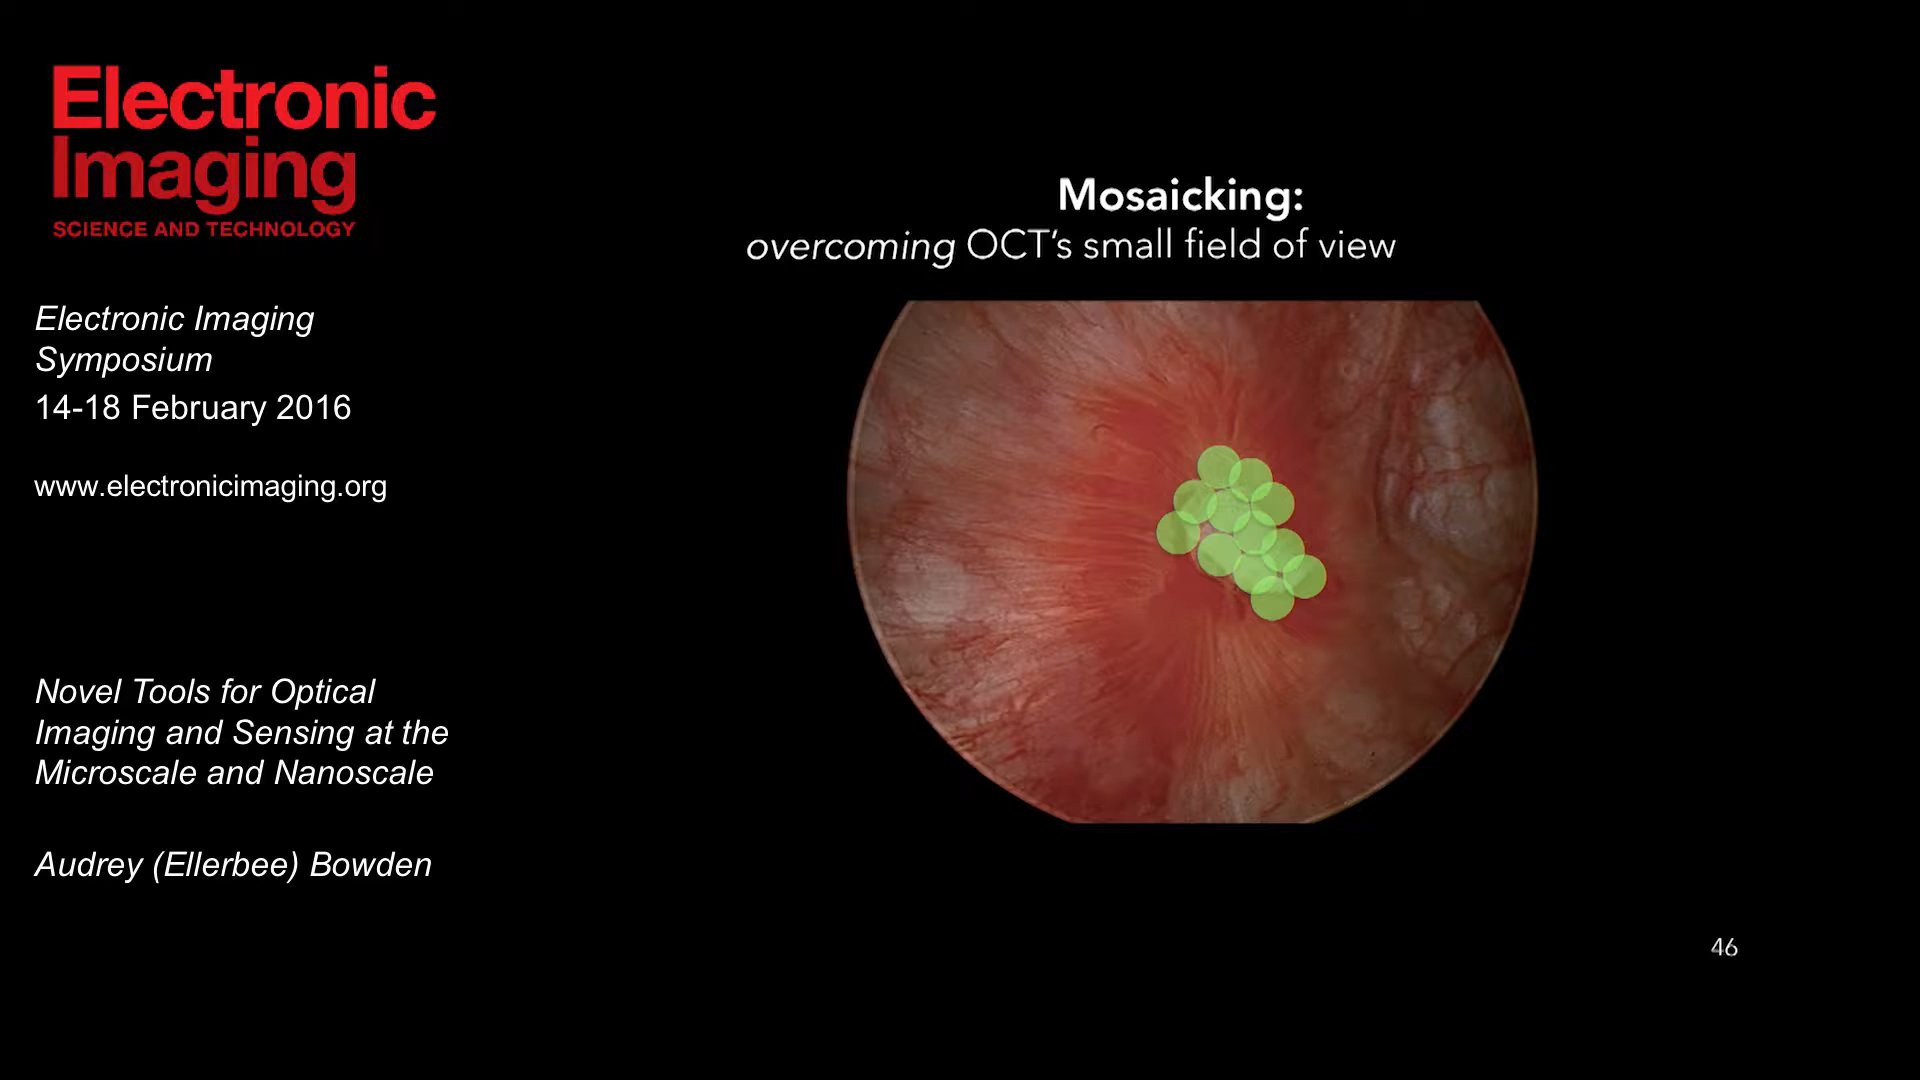 Electronic
Imaging
SCIENCE AND TECHNOLOGY
Electronic Imaging
Symposium
14-18 February 2016
www.electronicimaging.org
Novel Tools for Optical
Imaging and Sensing at the
Microscale and Nanoscale
Audrey (Ellerbee) Bowden
Mosaicking:
overcoming OCT's small field of view
46